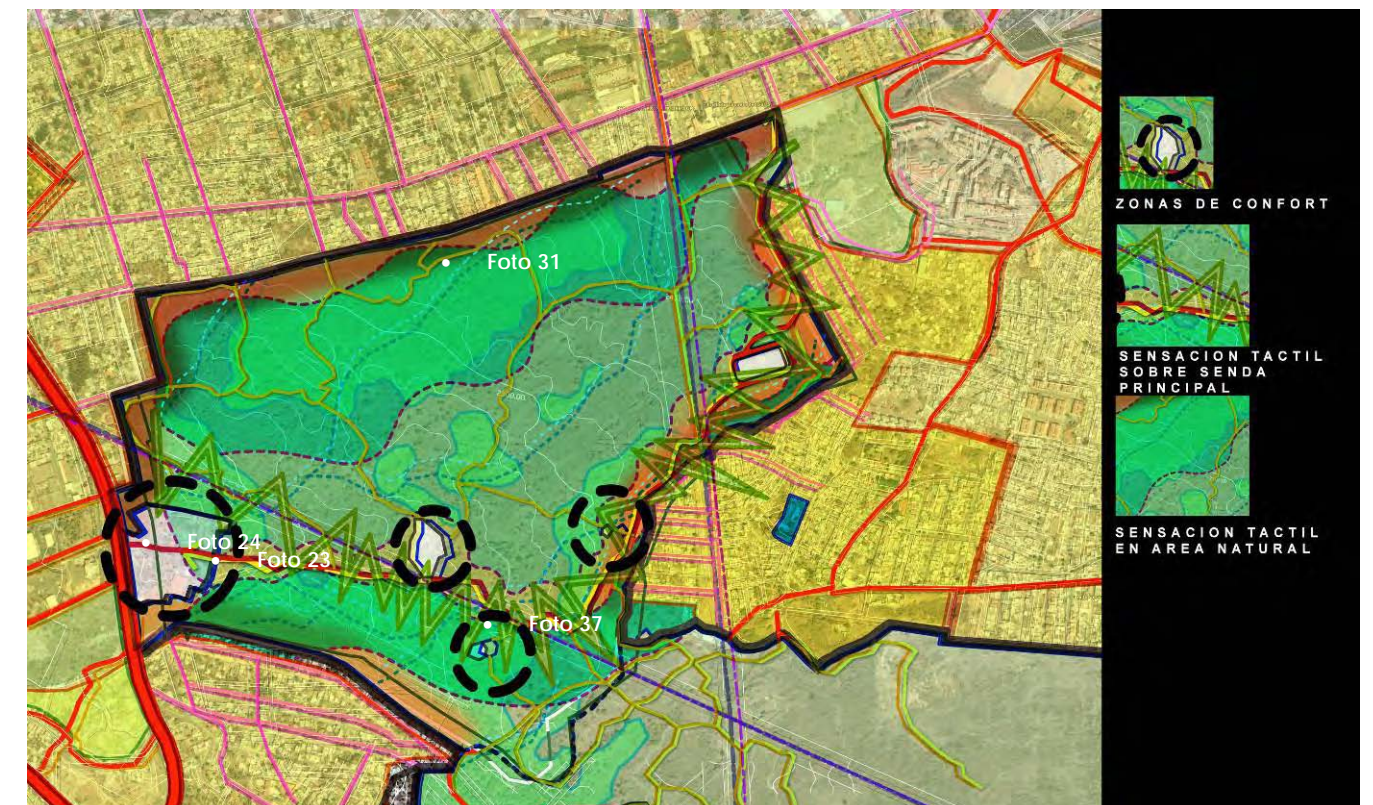 Foto 31
Foto 24
Foto 23
Foto 37
ZONAS DE CONFORT
SENSACION TACTIL
SOBRE SENDA
PRINCIPAL
SENSACION TACTIL
EN AREA NATURAL